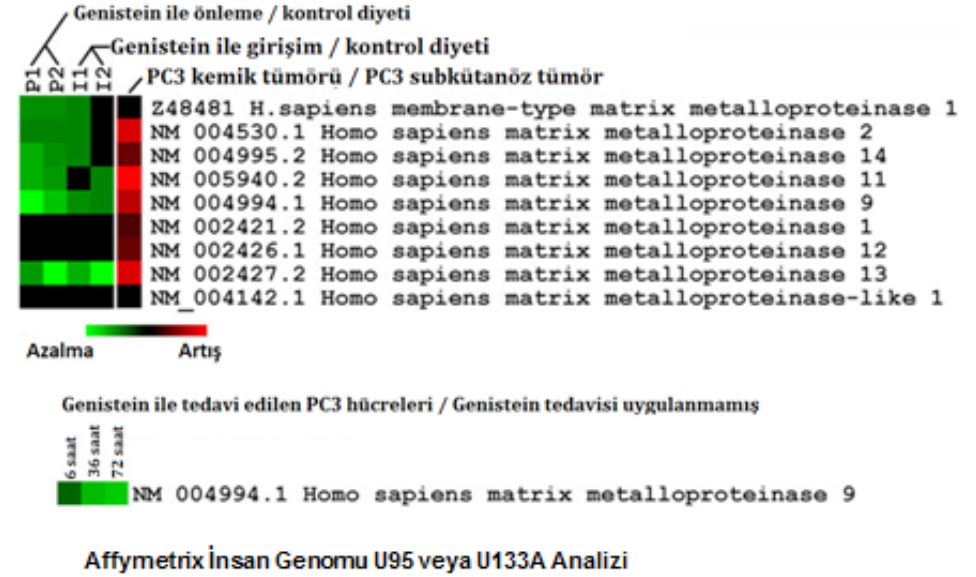 Genistein ile önleme / kontrol diyeti
Genistein ile girişim / kontrol diyeti
PC3 kemik tümörü / PC3 subkütanöz tümör
P1 P2 I1 I2
Z48481 H.sapiens membrane-type matrix metalloproteinase 1
NM 004530.1 Homo sapiens matrix metalloproteinase 2
NM 004995.2 Homo sapiens matrix metalloproteinase 14
NM 005940.2 Homo sapiens matrix metalloproteinase 11
NM 004994.1 Homo sapiens matrix metalloproteinase 9
NM 002421.2 Homo sapiens matrix metalloproteinase 1
NM 002426.1 Homo sapiens matrix metalloproteinase 12
NM 002427.2 Homo sapiens matrix metalloproteinase 13
NM_004142.1 Homo sapiens matrix metalloproteinase-like 1
Azalma Artış
Genistein ile tedavi edilen PC3 hücreleri / Genistein tedavisi uygulanmamış
6 saat
36 saat
72 saat
NM 004994.1 Homo sapiens matrix metalloproteinase 9
Affymetrix İnsan Genomu U95 veya U133A Analizi